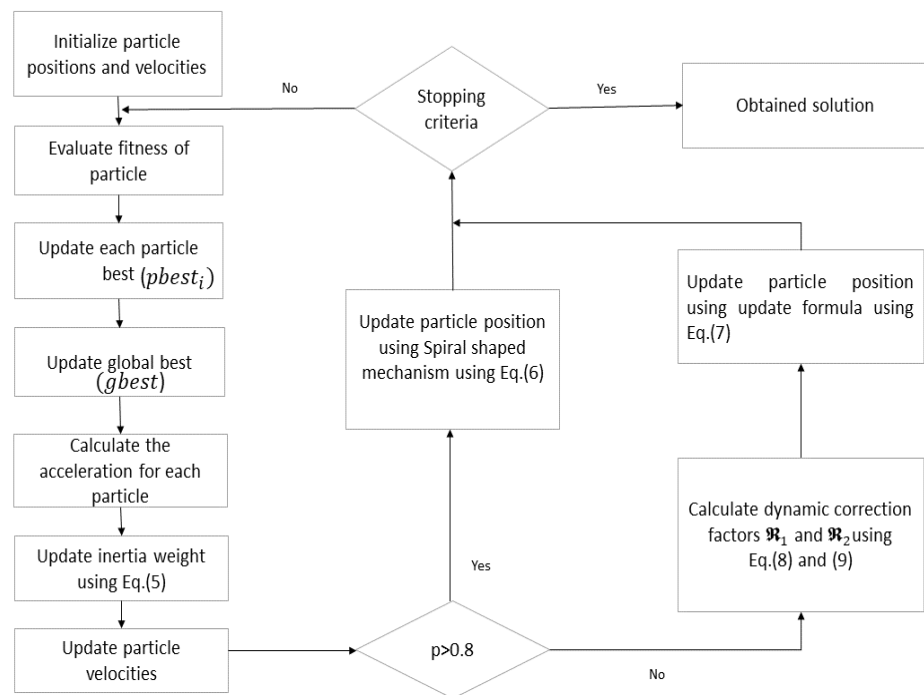 Initialize particle
positions and velocities
Evaluate fitness of
particle
Update each particle
best (pbestᵢ)
Update global best
(gbest)
Calculate the
acceleration for each
particle
Update inertia weight
using Eq.(5)
Update particle
velocities
p>0.8
Yes
No
Update particle position
using Spiral shaped
mechanism using Eq.(6)
Calculate dynamic correction
factors ℜ₁ and ℜ₂using
Eq.(8) and (9)
Update particle position
using update formula using
Eq.(7)
Stopping
criteria
No
Yes
Obtained solution